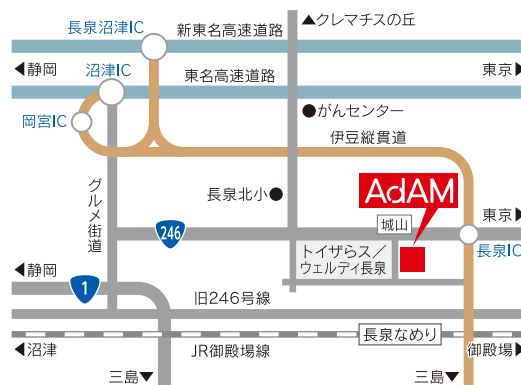 ▲クレマチスの丘
長泉沼津IC
新東名高速道路
◀静岡
沼津IC
東名高速道路
東京▶
岡宮IC
●がんセンター
伊豆縦貫道
グルメ街道
長泉北小●
AdAM
城山
246
東京▶
長泉IC
トイザらス／
ウェルディ長泉
◀静岡
1
旧246号線
長泉なめり
◀沼津
JR御殿場線
御殿場▶
三島▼
三島▼